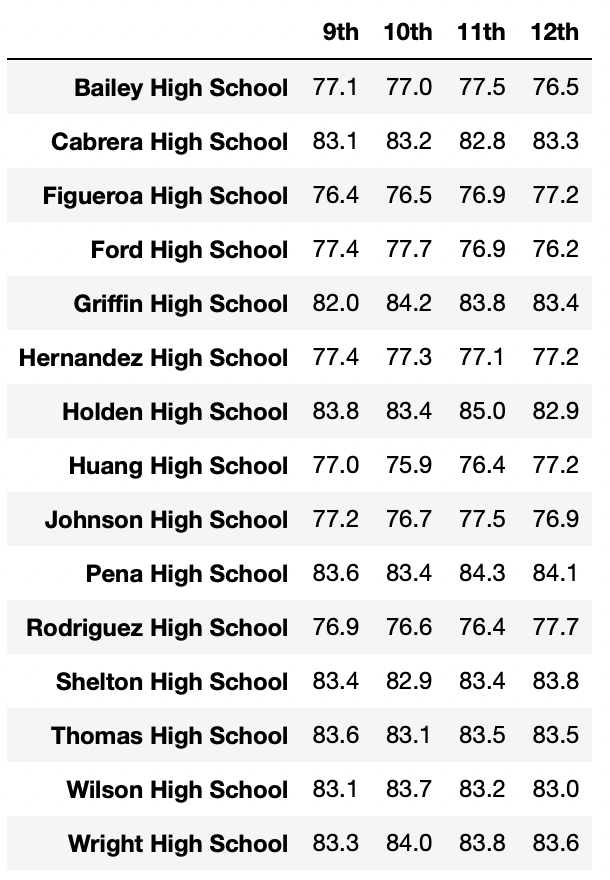 9th 10th 11th 12th
Bailey High School 77.1 77.0 77.5 76.5
Cabrera High School 83.1 83.2 82.8 83.3
Figueroa High School 76.4 76.5 76.9 77.2
Ford High School 77.4 77.7 76.9 76.2
Griffin High School 82.0 84.2 83.8 83.4
Hernandez High School 77.4 77.3 77.1 77.2
Holden High School 83.8 83.4 85.0 82.9
Huang High School 77.0 75.9 76.4 77.2
Johnson High School 77.2 76.7 77.5 76.9
Pena High School 83.6 83.4 84.3 84.1
Rodriguez High School 76.9 76.6 76.4 77.7
Shelton High School 83.4 82.9 83.4 83.8
Thomas High School 83.6 83.1 83.5 83.5
Wilson High School 83.1 83.7 83.2 83.0
Wright High School 83.3 84.0 83.8 83.6